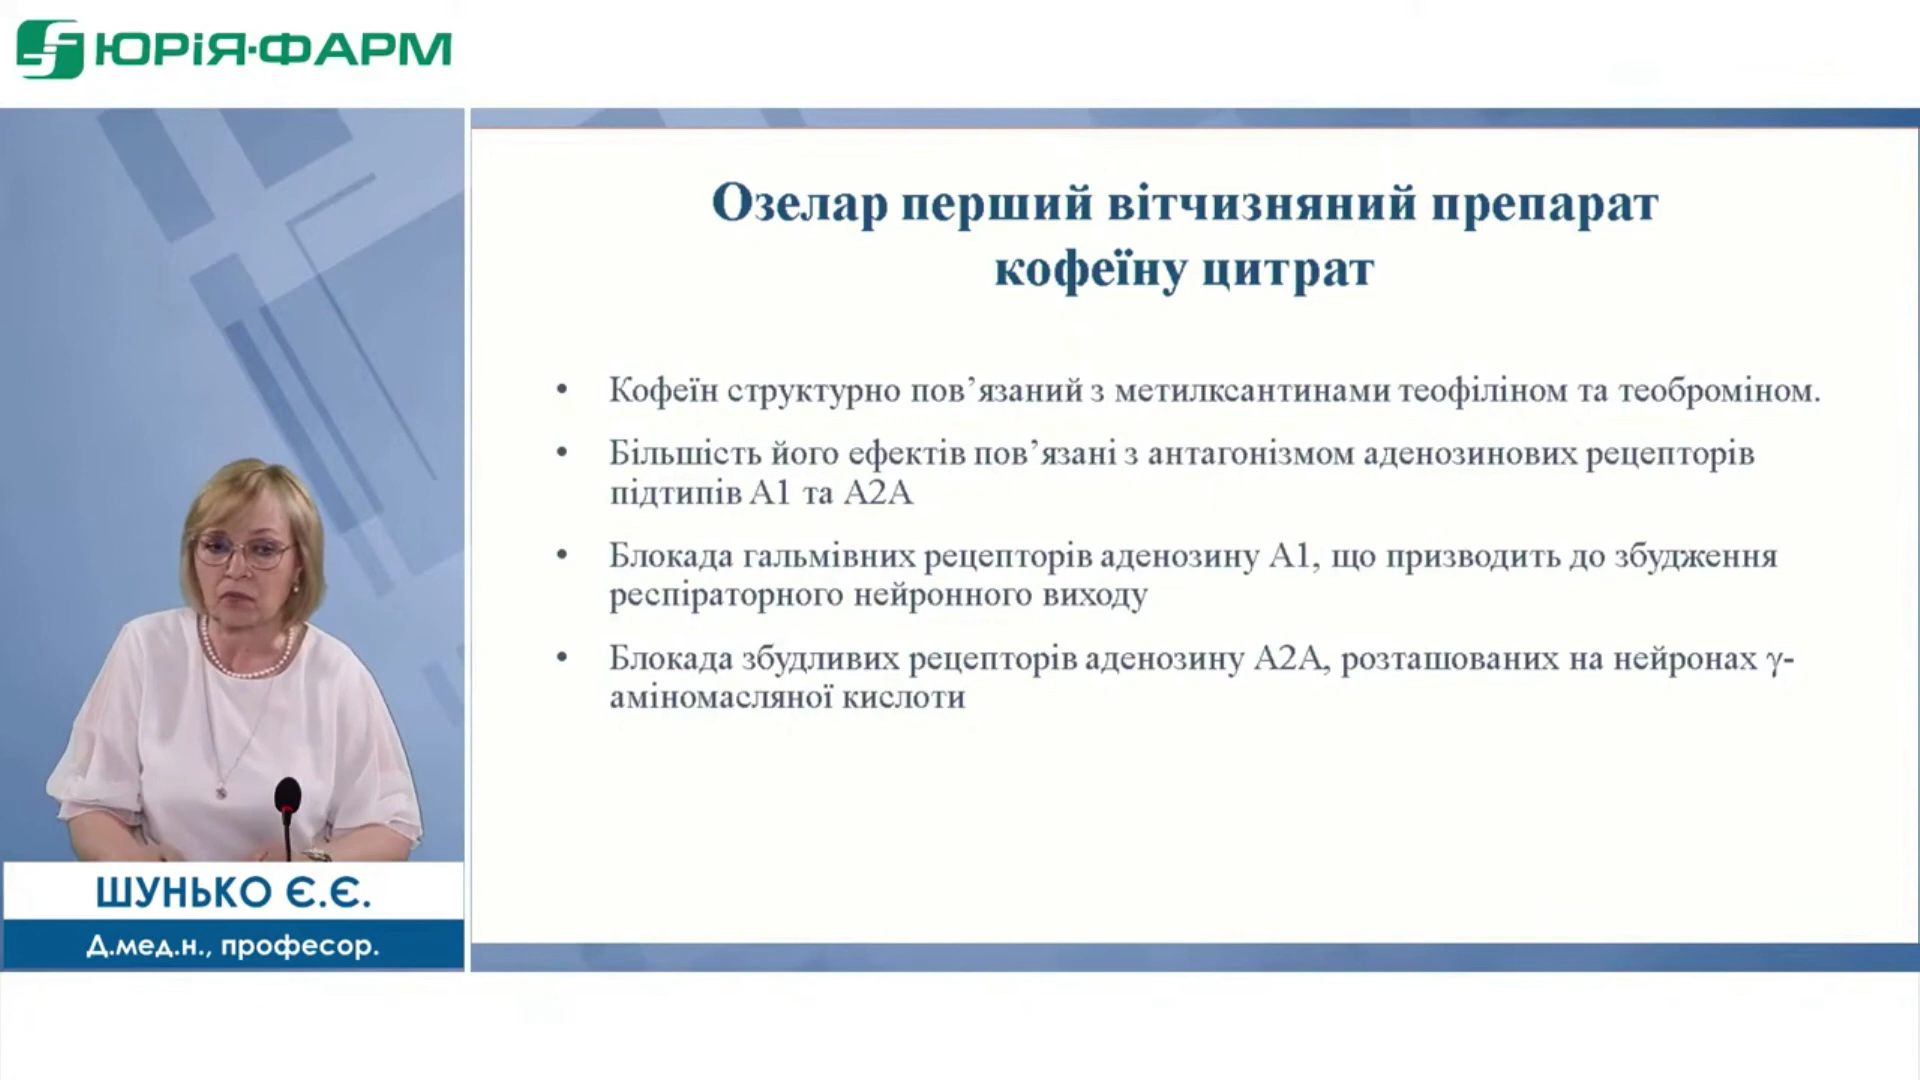 ЮРіЯ·ФАРМ
Озелар перший вітчизняний препарат
кофеїну цитрат
• Кофеїн структурно пов’язаний з метилксантинами теофіліном та теоброміном.
• Більшість його ефектів пов’язані з антагонізмом аденозинових рецепторів
підтипів А1 та А2А
• Блокада гальмівних рецепторів аденозину А1, що призводить до збудження
респіраторного нейронного виходу
• Блокада збудливих рецепторів аденозину А2А, розташованих на нейронах γ-
аміномасляної кислоти
ШУНЬКО Є.Є.
Д.мед.н., професор.